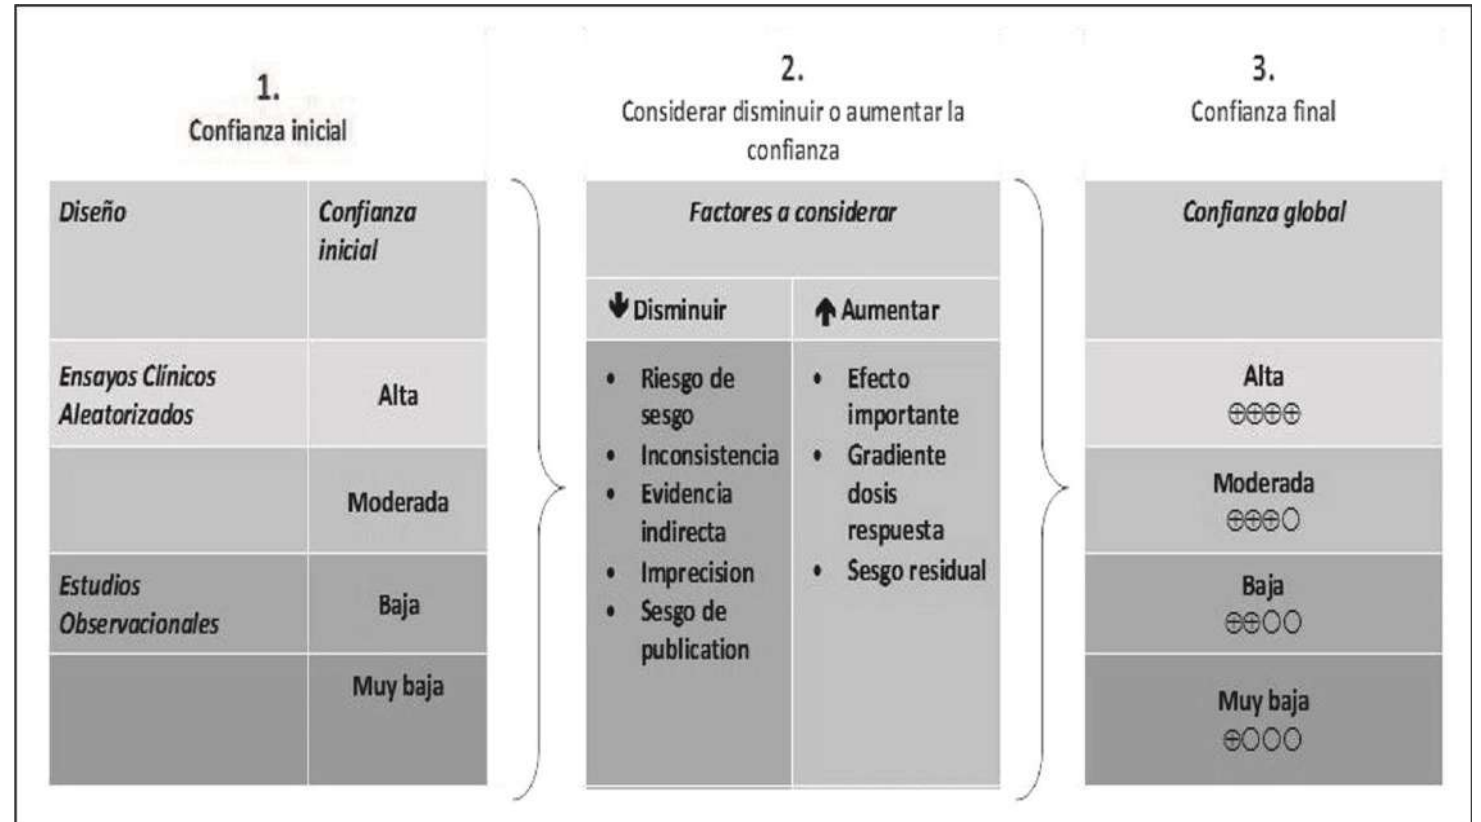 1.
Confianza inicial
Diseño
Confianza
inicial
Ensayos Clínicos
Aleatorizados
Alta
Moderada
Estudios
Observacionales
Baja
Muy baja
2.
Considerar disminuir o aumentar la
confianza
Factores a considerar
Disminuir
• Riesgo de
sesgo
• Inconsistencia
• Evidencia
indirecta
• Imprecision
• Sesgo de
publication
Aumentar
• Efecto
importante
• Gradiente
dosis
respuesta
• Sesgo residual
3.
Confianza final
Confianza global
Alta
⊕⊕⊕⊕
Moderada
⊕⊕⊕○
Baja
⊕⊕○○
Muy baja
⊕○○○